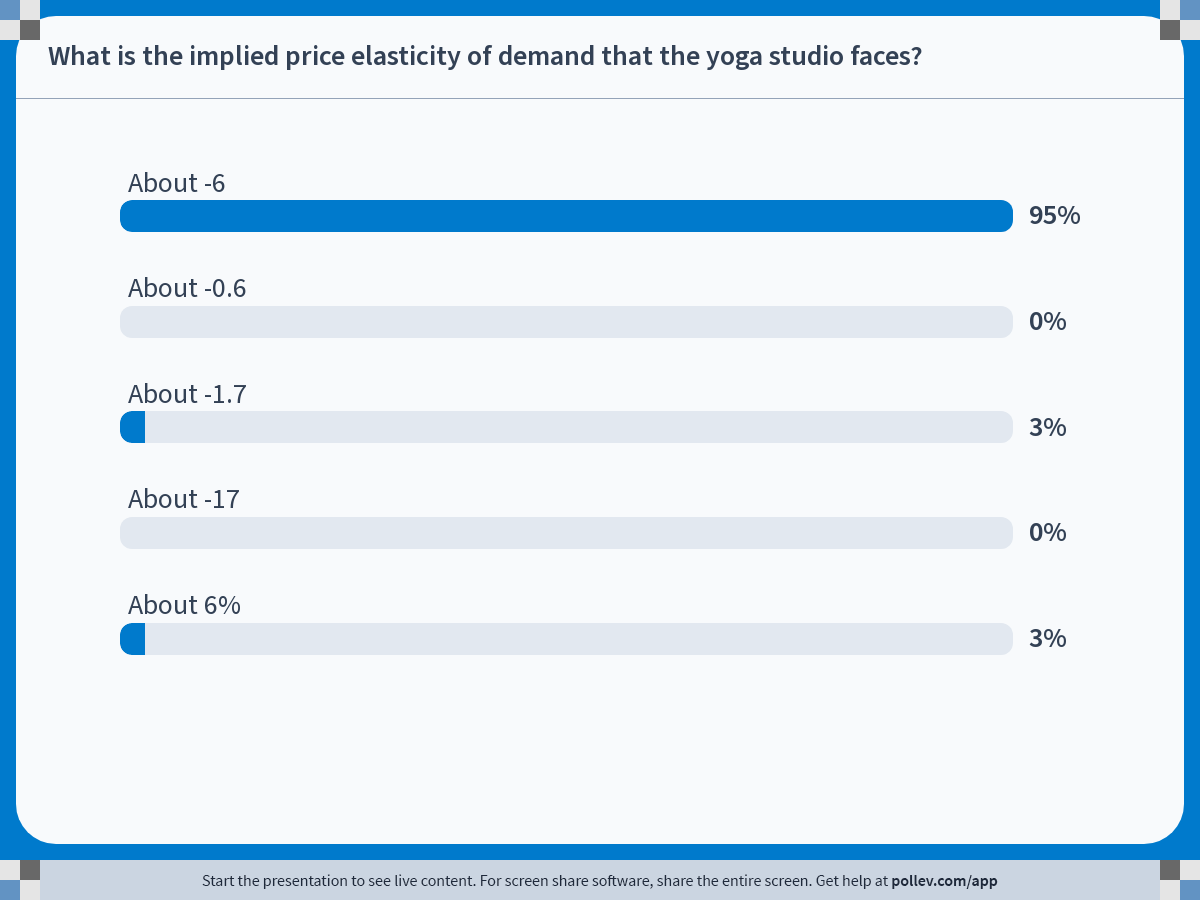 What is the implied price elasticity of demand that the yoga studio faces?
About -6
95%
About -0.6
0%
About -1.7
3%
About -17
0%
About 6%
3%
Start the presentation to see live content. For screen share software, share the entire screen. Get help at pollev.com/app